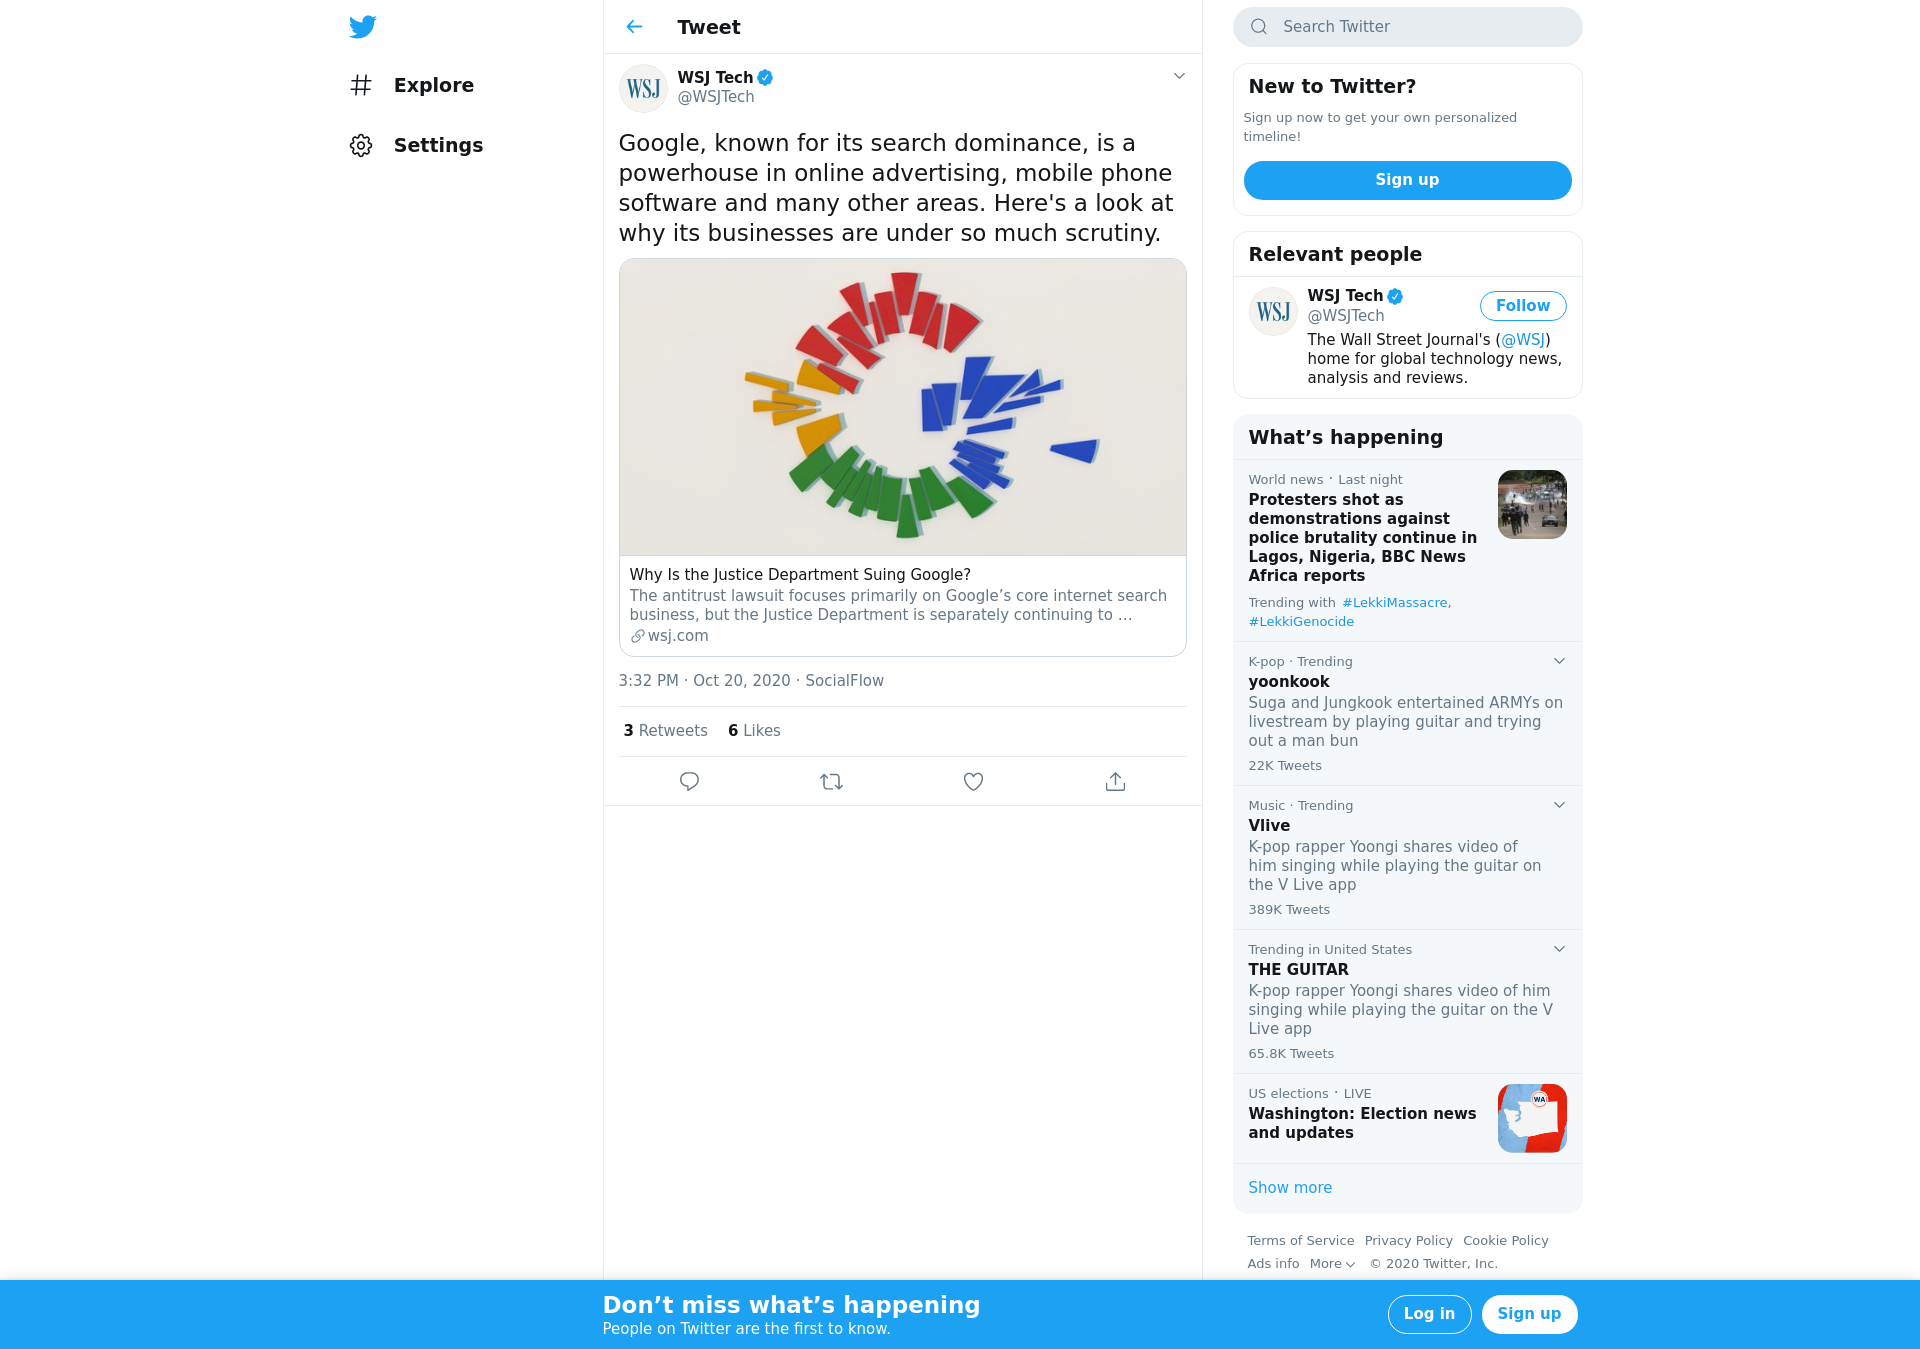 Explore
Settings
Tweet
WSJ
WSJ Tech
@WSJTech
Google, known for its search dominance, is a
powerhouse in online advertising, mobile phone
software and many other areas. Here's a look at
why its businesses are under so much scrutiny.
Why Is the Justice Department Suing Google?
The antitrust lawsuit focuses primarily on Google’s core internet search
business, but the Justice Department is separately continuing to …
wsj.com
3:32 PM · Oct 20, 2020 · SocialFlow
3 Retweets 6 Likes
Search Twitter
New to Twitter?
Sign up now to get your own personalized
timeline!
Sign up
Relevant people
WSJ
WSJ Tech
@WSJTech
Follow
The Wall Street Journal's (@WSJ)
home for global technology news,
analysis and reviews.
What’s happening
World news · Last night
Protesters shot as
demonstrations against
police brutality continue in
Lagos, Nigeria, BBC News
Africa reports
Trending with #LekkiMassacre,
#LekkiGenocide
K-pop · Trending
yoonkook
Suga and Jungkook entertained ARMYs on
livestream by playing guitar and trying
out a man bun
22K Tweets
Music · Trending
Vlive
K-pop rapper Yoongi shares video of
him singing while playing the guitar on
the V Live app
389K Tweets
Trending in United States
THE GUITAR
K-pop rapper Yoongi shares video of him
singing while playing the guitar on the V
Live app
65.8K Tweets
US elections · LIVE
Washington: Election news
and updates
WA
Show more
Terms of Service Privacy Policy Cookie Policy
Ads info More © 2020 Twitter, Inc.
Don’t miss what’s happening
People on Twitter are the first to know.
Log in
Sign up